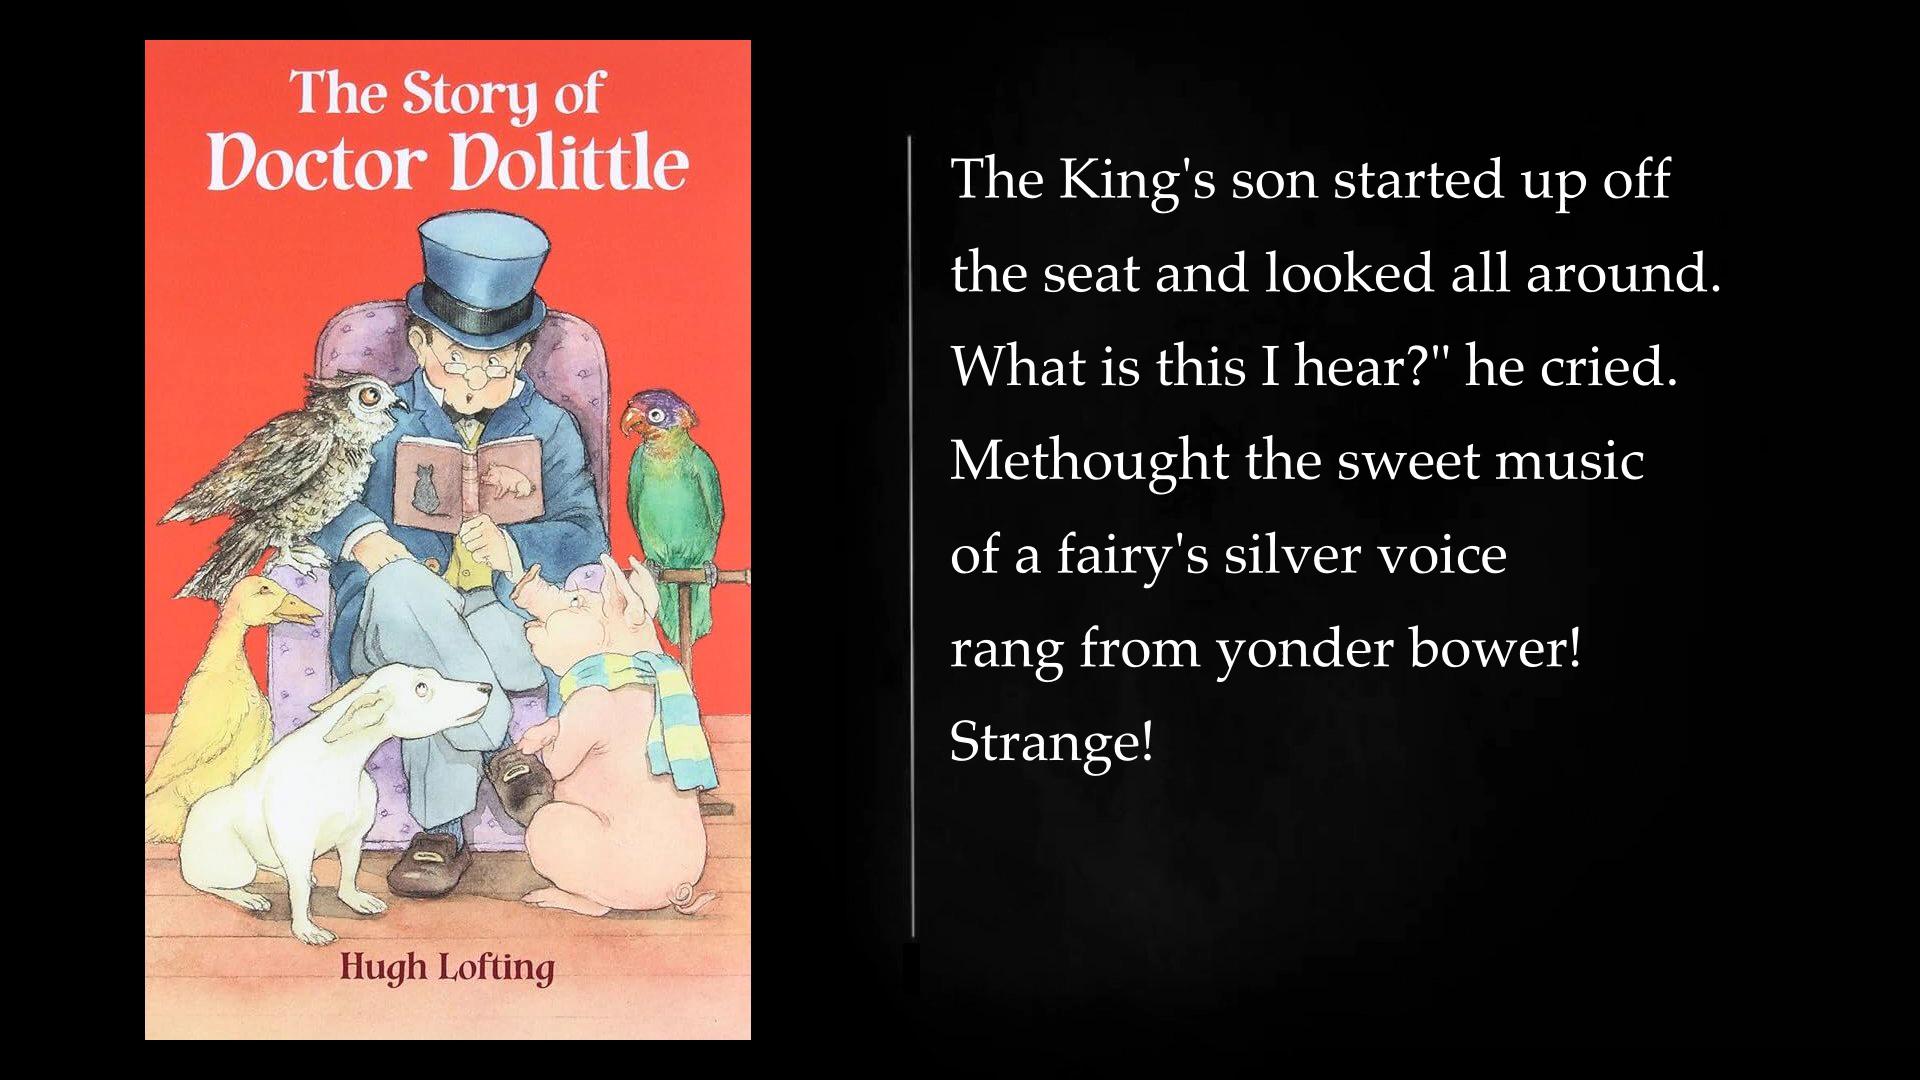 The Story of
Doctor Dolittle
Hugh Lofting
The King's son started up off
the seat and looked all around.
What is this I hear?" he cried.
Methought the sweet music
of a fairy's silver voice
rang from yonder bower!
Strange!